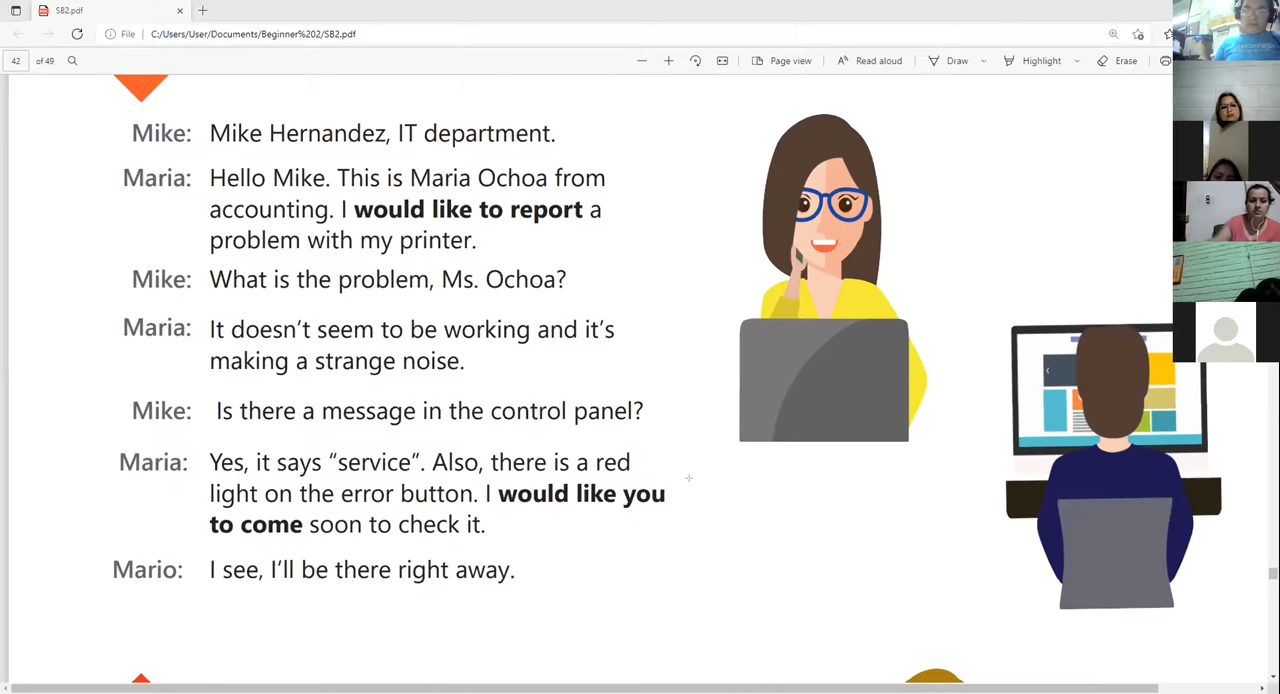 SB2.pdf
File C:/Users/User/Documents/Beginner%202/SB2.pdf
42 of 49 Page view Read aloud Draw Highlight Erase
Mike: Mike Hernandez, IT department.
Maria: Hello Mike. This is Maria Ochoa from
accounting. I would like to report a
problem with my printer.
Mike: What is the problem, Ms. Ochoa?
Maria: It doesn't seem to be working and it's
making a strange noise.
Mike: Is there a message in the control panel?
Maria: Yes, it says “service”. Also, there is a red
light on the error button. I would like you
to come soon to check it.
Mario: I see, I'll be there right away.